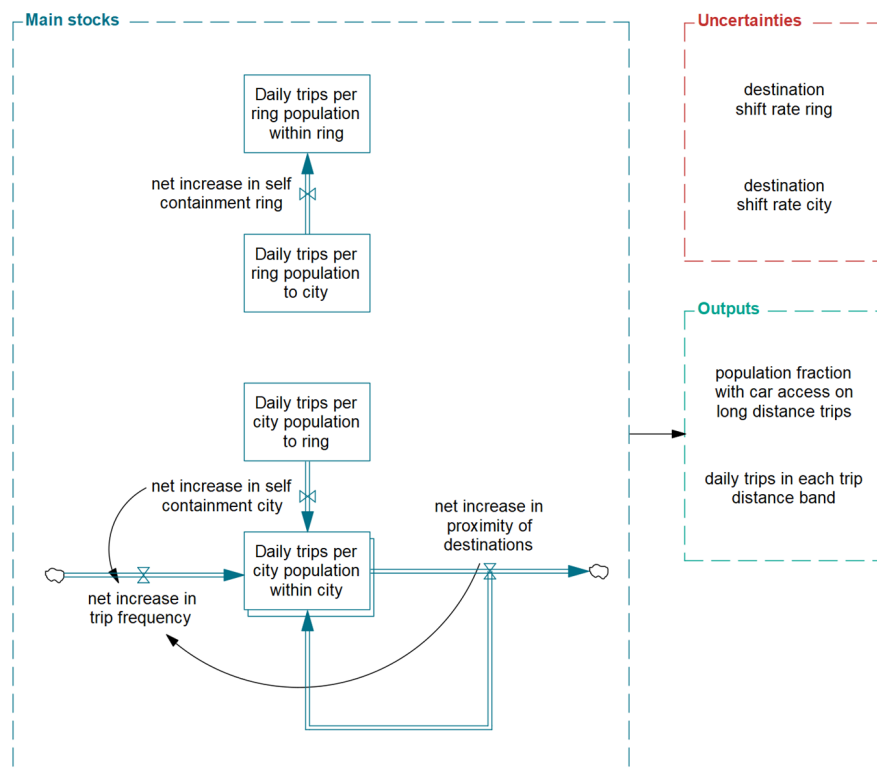 Main stocks
Daily trips per
ring population
within ring
net increase in self
containment ring
Daily trips per
ring population
to city
Daily trips per
city population
to ring
net increase in self
containment city
Daily trips per
city population
within city
net increase in
trip frequency
net increase in
proximity of
destinations
Uncertainties
destination
shift rate ring
destination
shift rate city
Outputs
population fraction
with car access on
long distance trips
daily trips in each trip
distance band